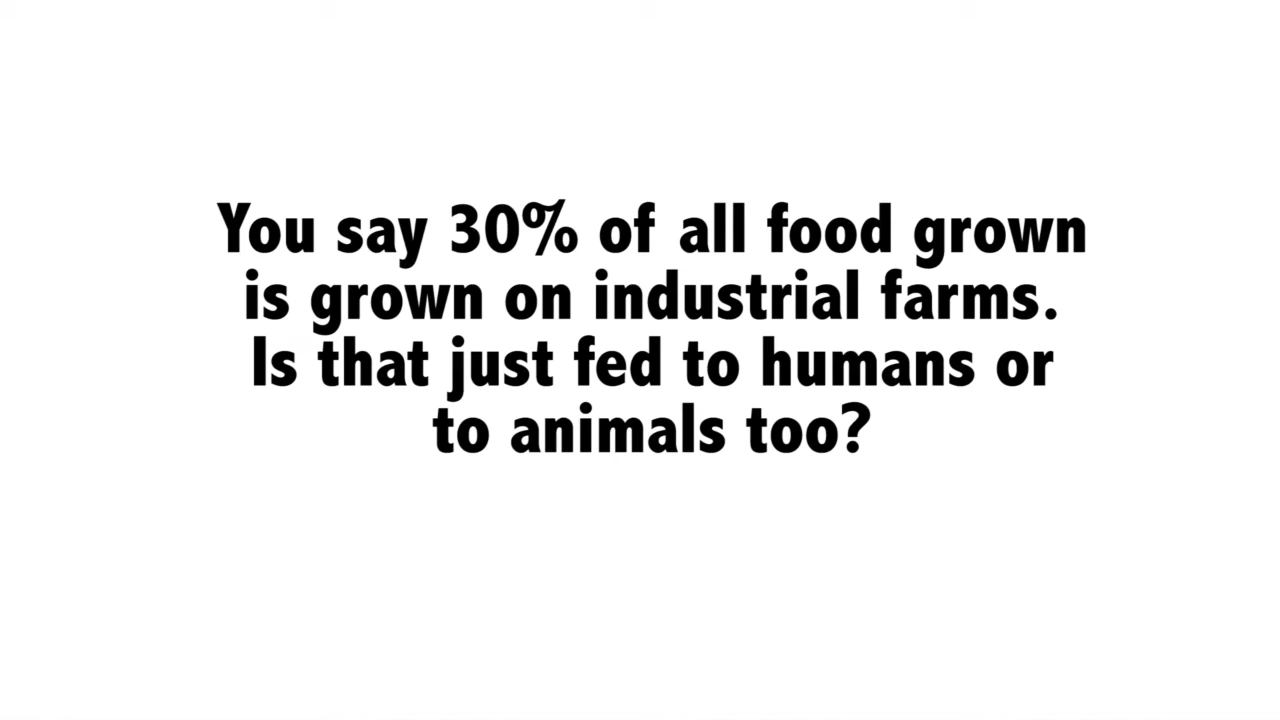 You say 30% of all food grown
is grown on industrial farms.
Is that just fed to humans or
to animals too?